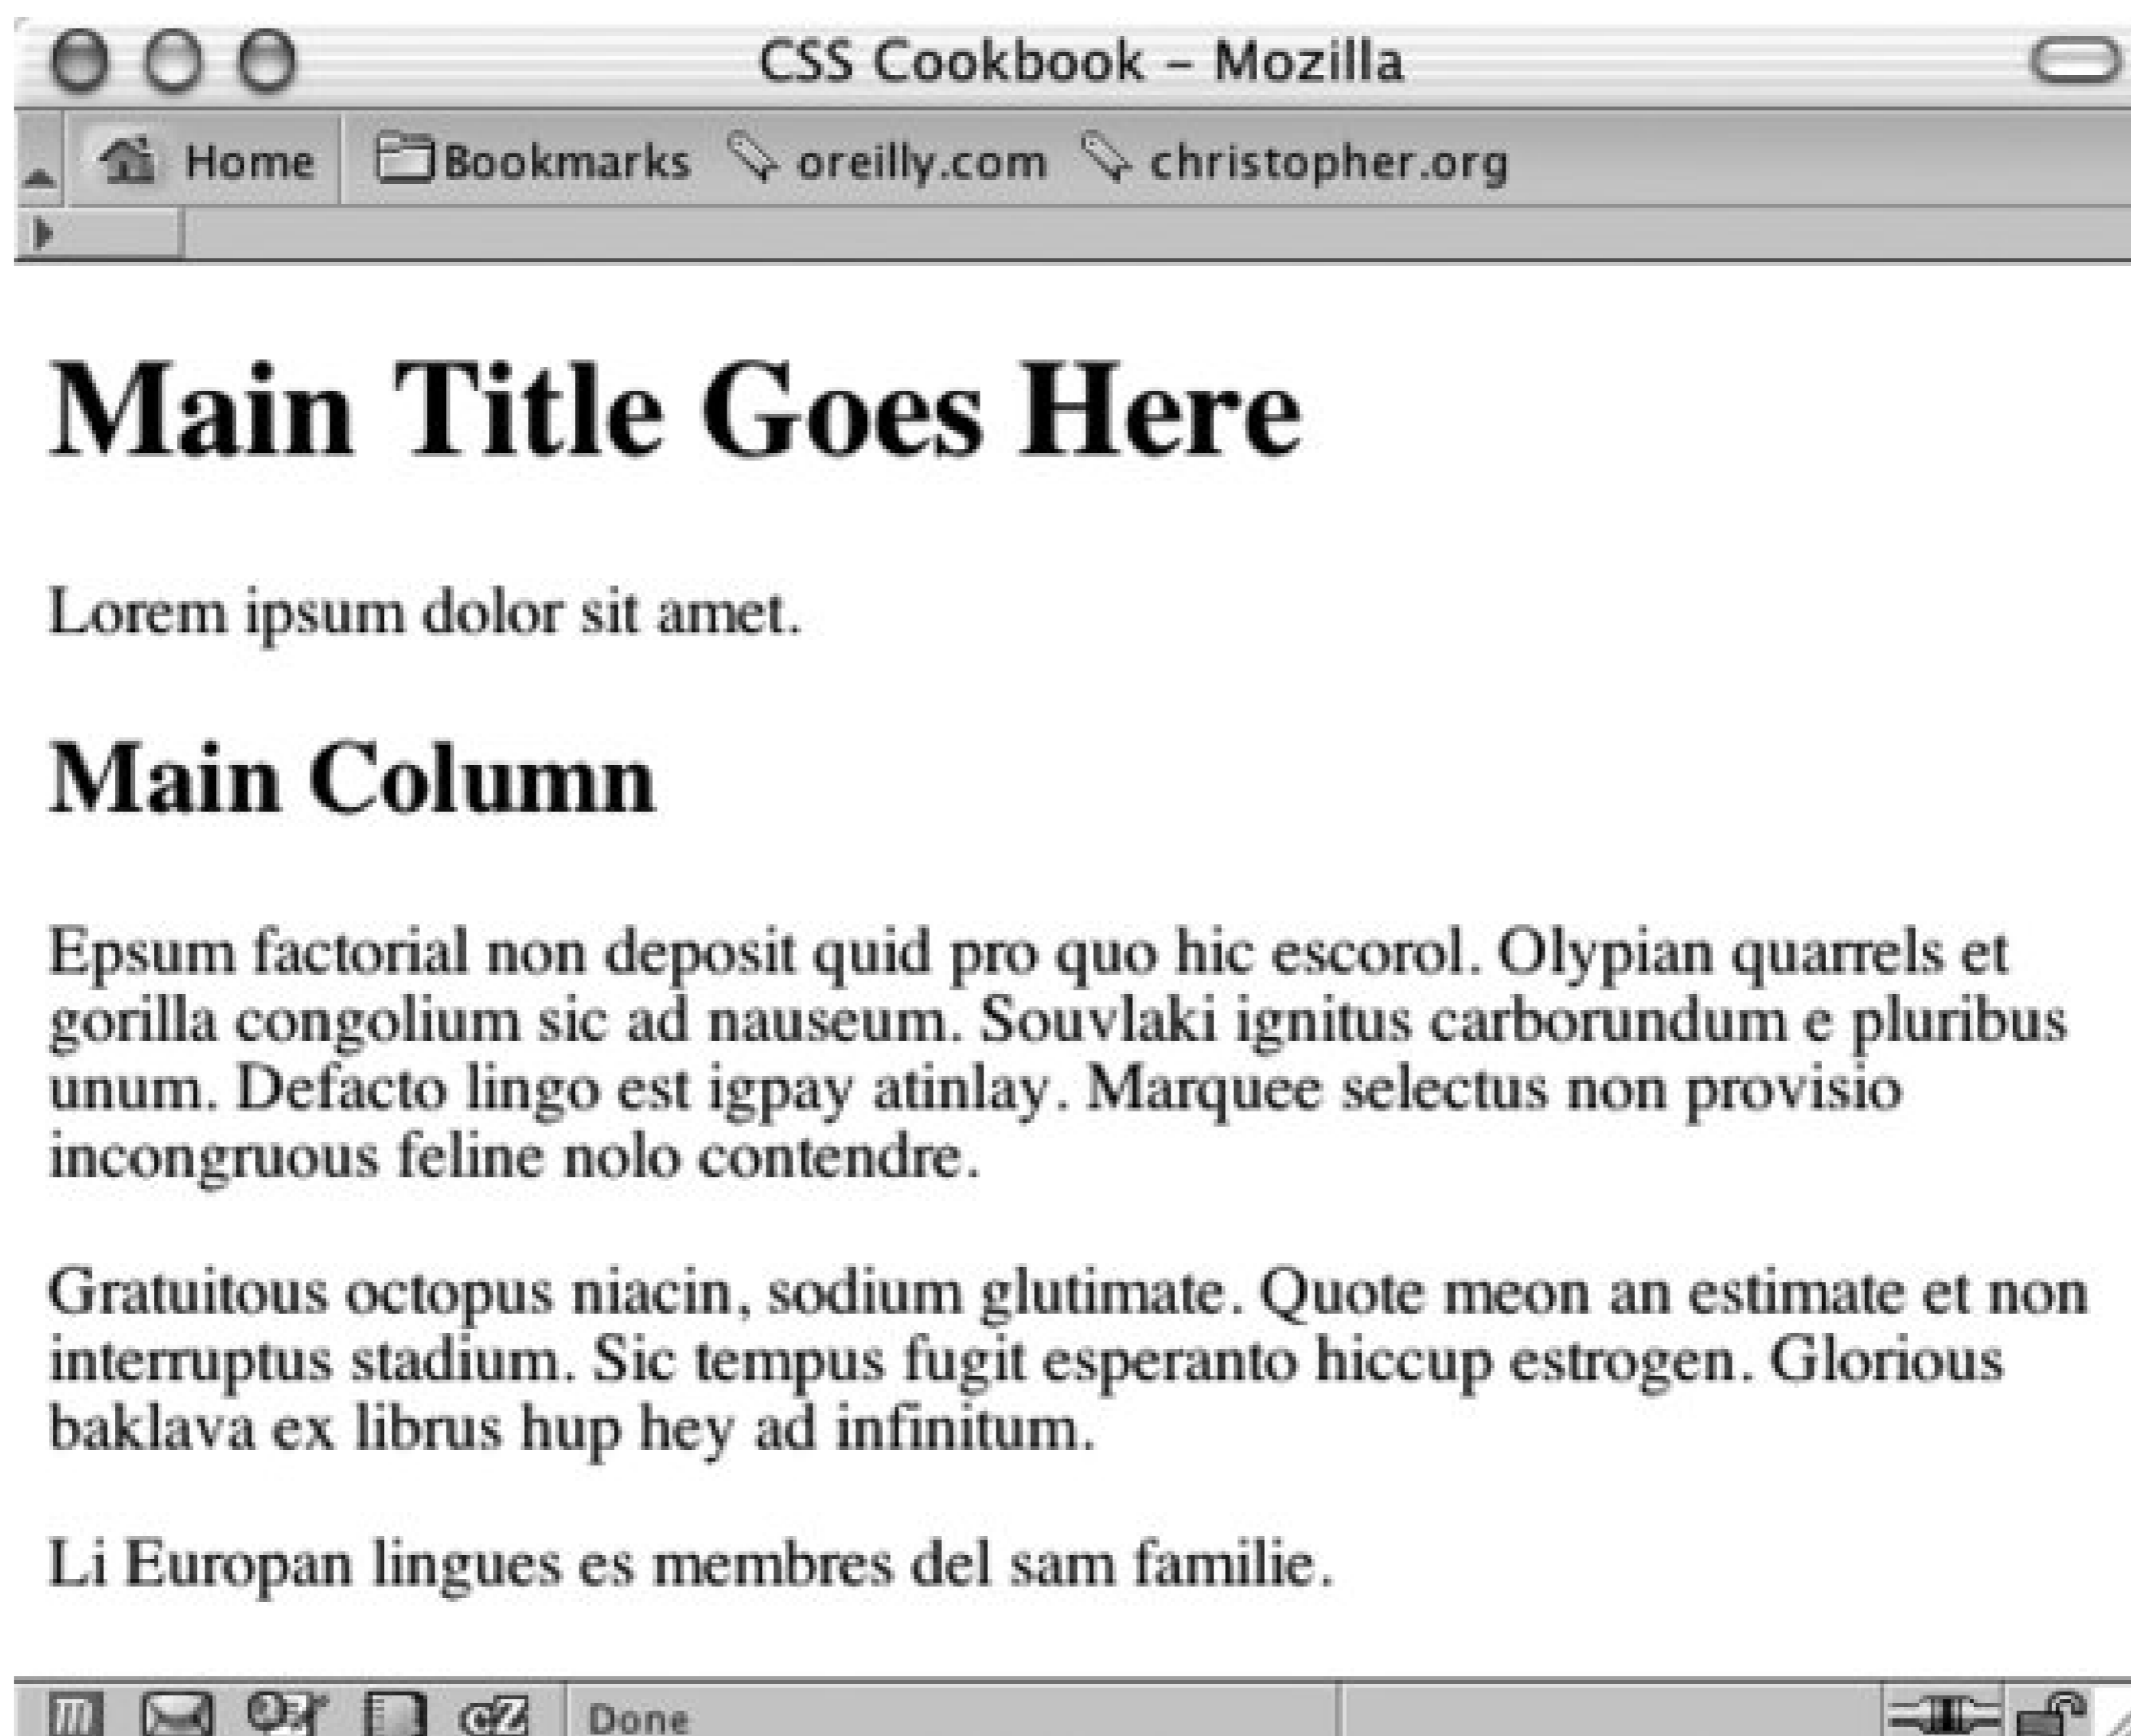 CSS Cookbook – Mozilla
Home Bookmarks oreilly.com christopher.org
Main Title Goes Here
Lorem ipsum dolor sit amet.
Main Column
Epsum factorial non deposit quid pro quo hic escorol. Olypian quarrels et
gorilla congolium sic ad nauseum. Souvlaki ignitus carborundum e pluribus
unum. Defacto lingo est igpay atinlay. Marquee selectus non provisio
incongruous feline nolo contendre.
Gratuitous octopus niacin, sodium glutimate. Quote meon an estimate et non
interruptus stadium. Sic tempus fugit esperanto hiccup estrogen. Glorious
baklava ex librus hup hey ad infinitum.
Li Europan lingues es membres del sam familie.
m cZ Done